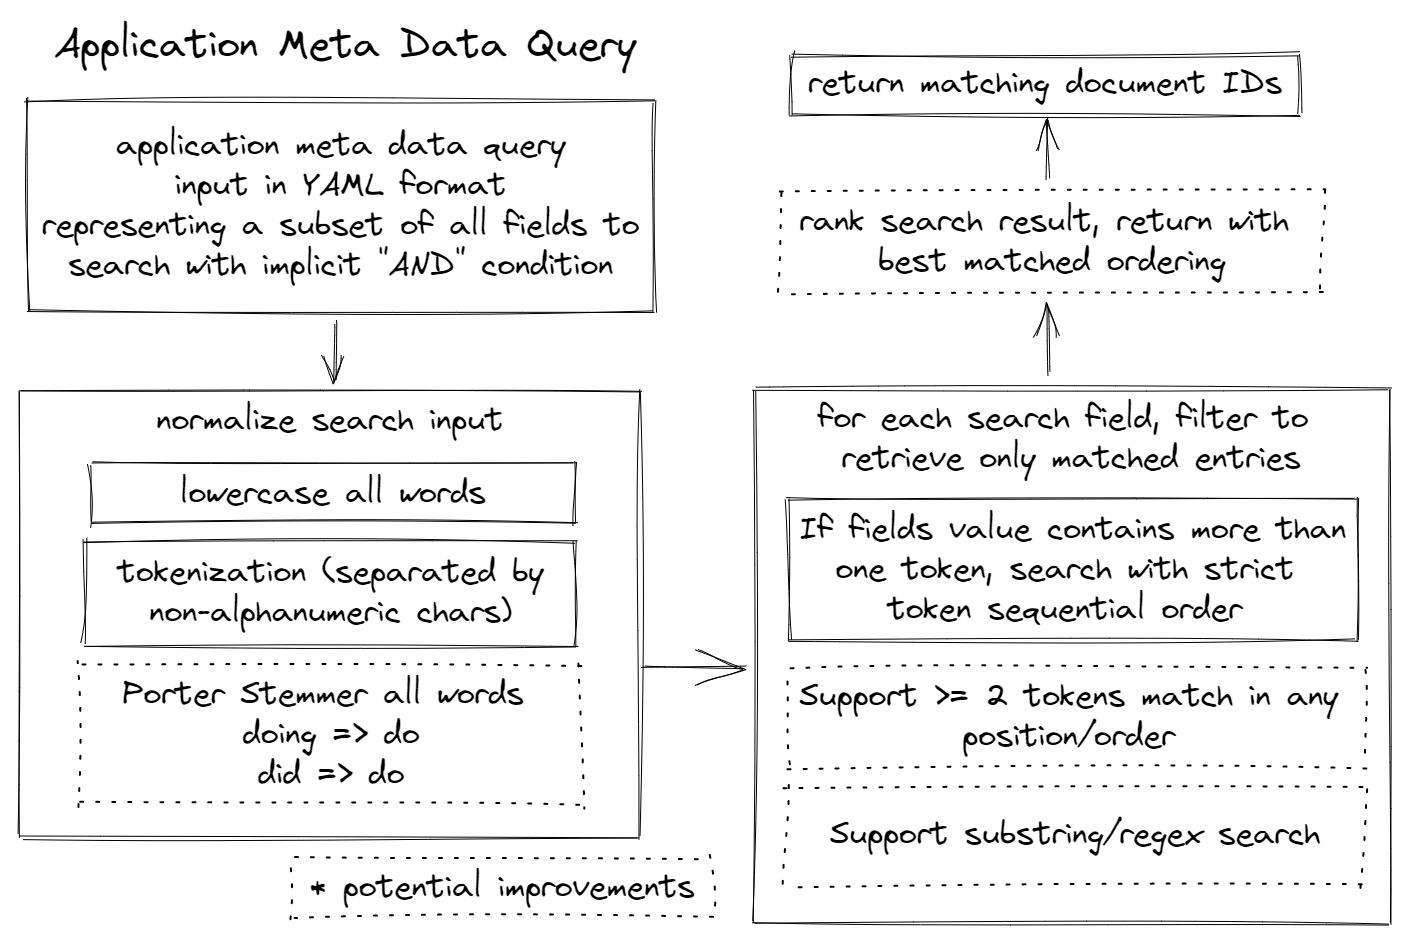 Application Meta Data Query
application meta data query
input in YAML format
representing a subset of all fields to
search with implicit "AND" condition
normalize search input
lowercase all words
tokenization (separated by
non-alphanumeric chars)
Porter Stemmer all words
doing => do
did => do
* potential improvements
for each search field, filter to
retrieve only matched entries
If fields value contains more than
one token, search with strict
token sequential order
Support >= 2 tokens match in any
position/order
Support substring/regex search
rank search result, return with
best matched ordering
return matching document IDs